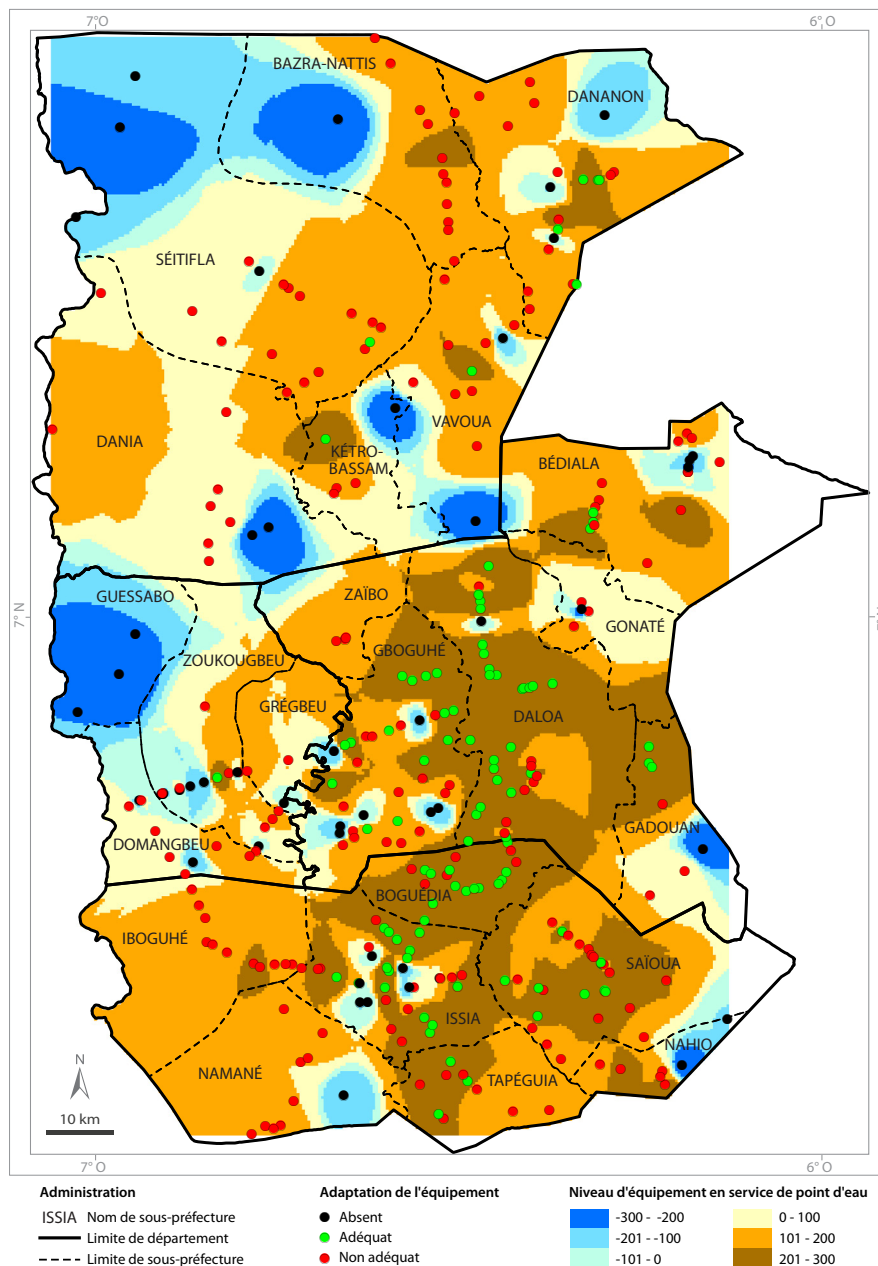 7° O
6° O
BAZRA-NATTIS
DANANON
SÉITIFLA
DANIA
VAVOUA
KÉTRO-
BASSAM
BÉDIALA
GUESSABO
ZAÏBO
7° N
GONATÉ
GBOGUHÉ
ZOUKOUGBEU
GRÉGBEU
DALOA
DOMANGBEU
GADOUAN
BOGUÉDIA
IBOGUHÉ
SAÏOUA
ISSIA
NAHIO
NAMANÉ
TAPÉGUIA
N
10 km
7° O
6° O
Administration
ISSIA Nom de sous-préfecture
Limite de département
Limite de sous-préfecture
Adaptation de l'équipement
Absent
Adéquat
Non adéquat
Niveau d'équipement en service de point d'eau
-300 - -200
-201 - -100
-101 - 0
0 - 100
101 - 200
201 - 300